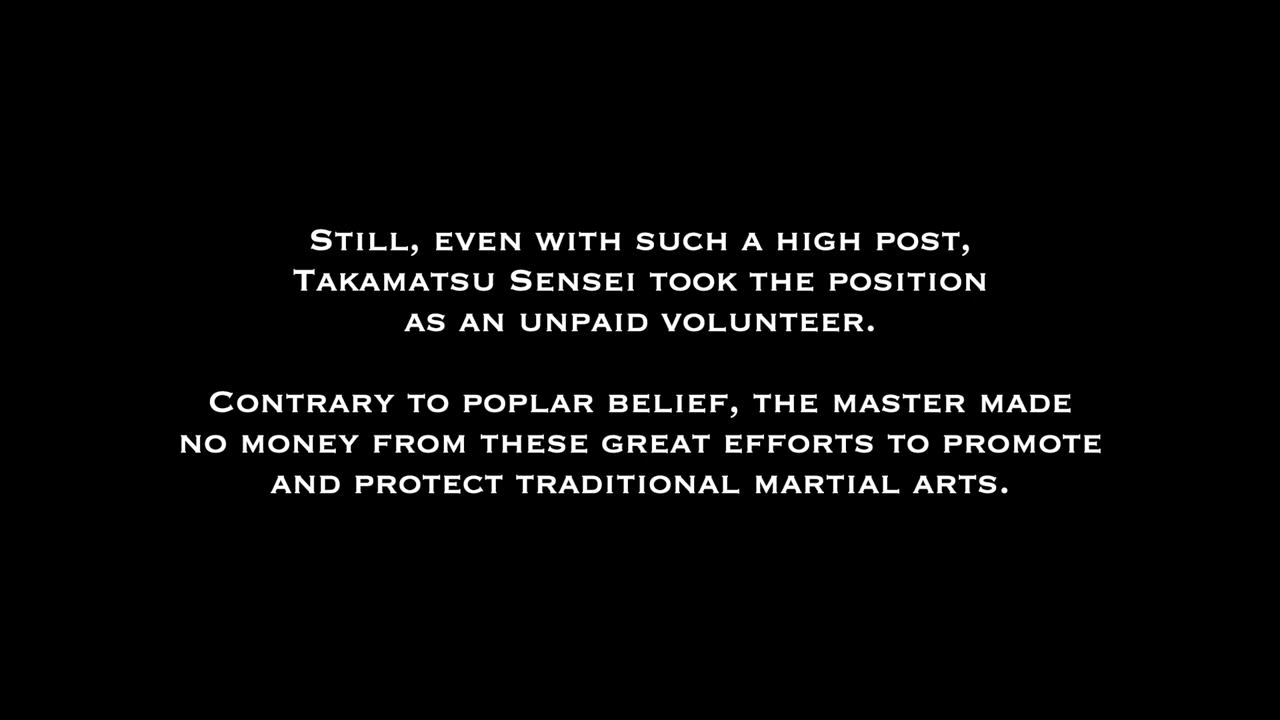 Still, even with such a high post,
Takamatsu Sensei took the position
as an unpaid volunteer.
Contrary to poplar belief, the master made
no money from these great efforts to promote
and protect traditional martial arts.